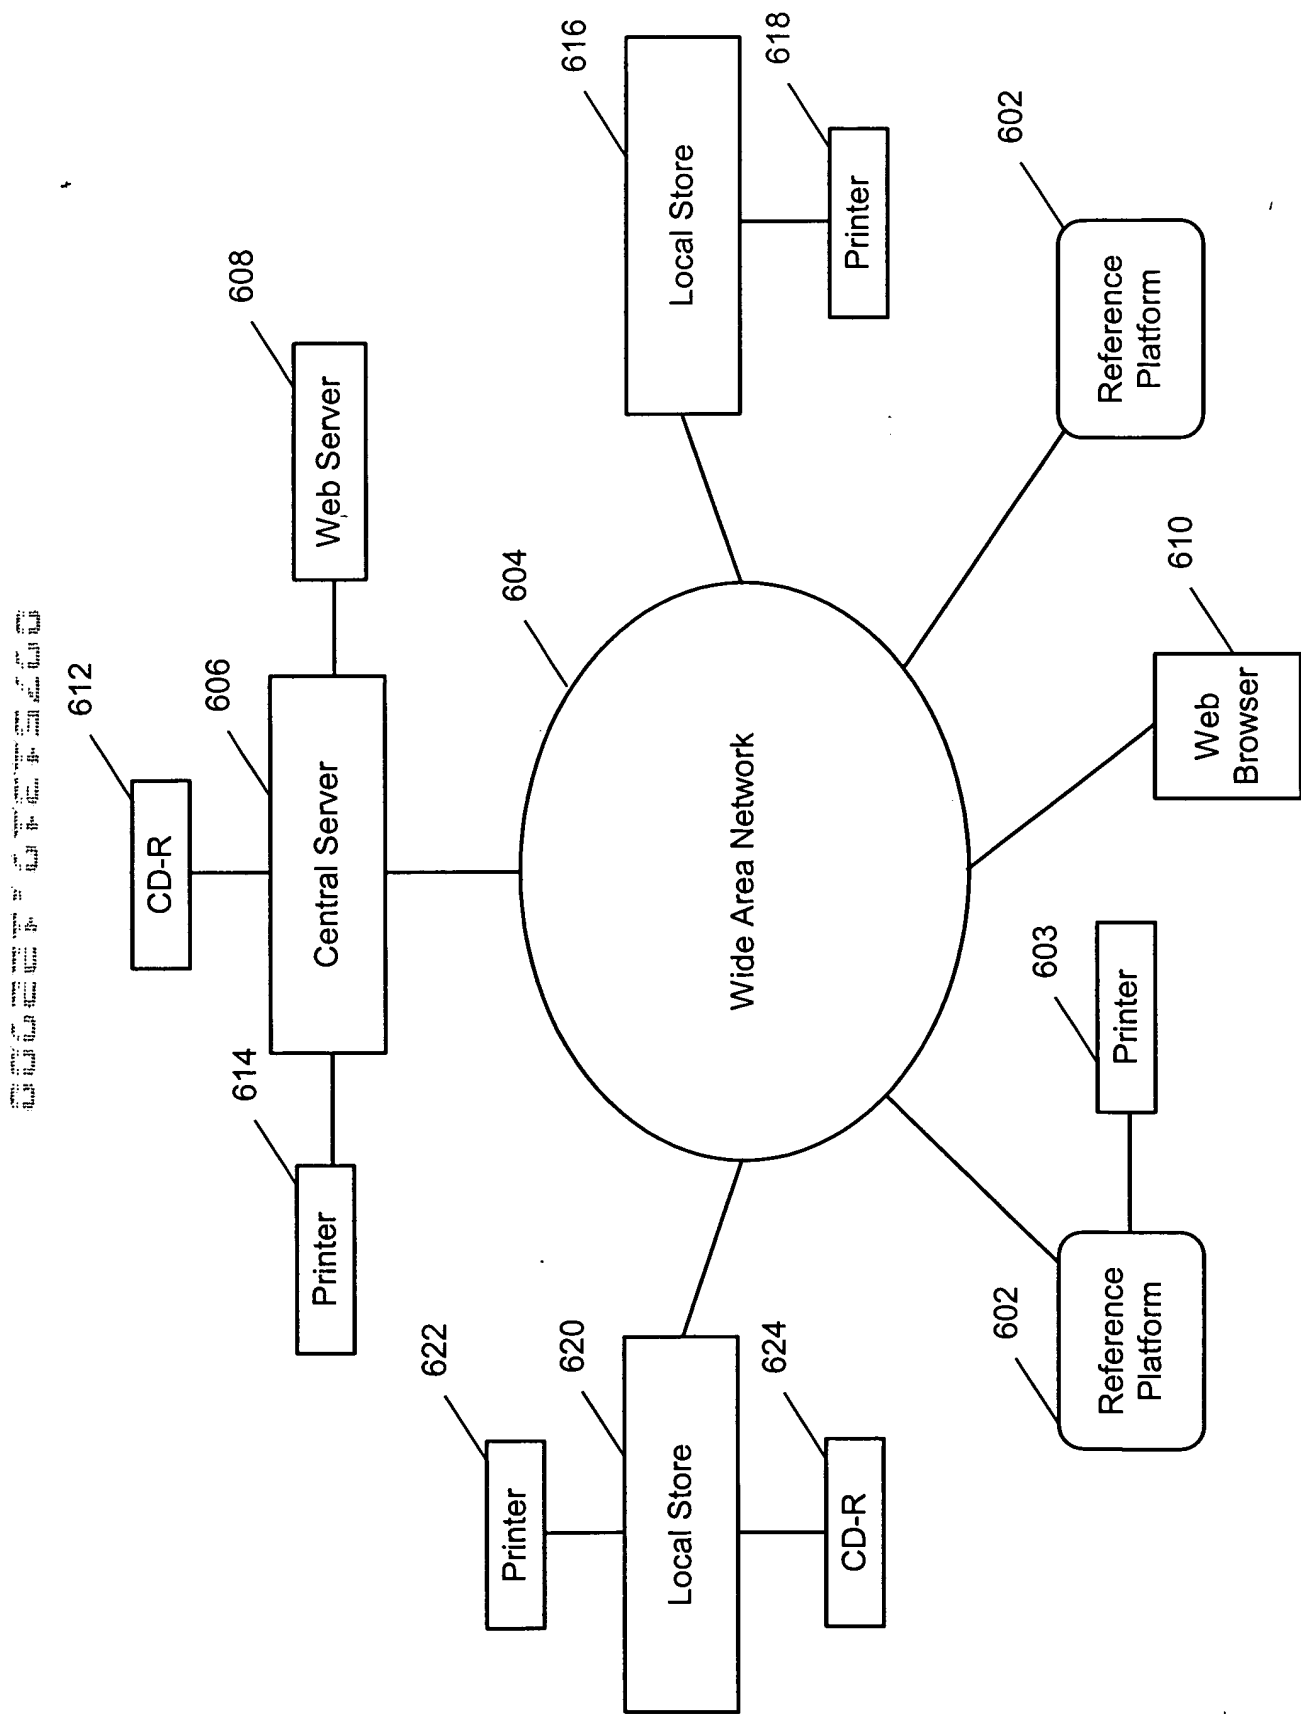 612
CD-R
606
Central Server
608
Web Server
614
Printer
604
Wide Area Network
622
Printer
620
Local Store
624
CD-R
616
Local Store
618
Printer
602
Reference
Platform
603
Printer
610
Web
Browser
602
Reference
Platform